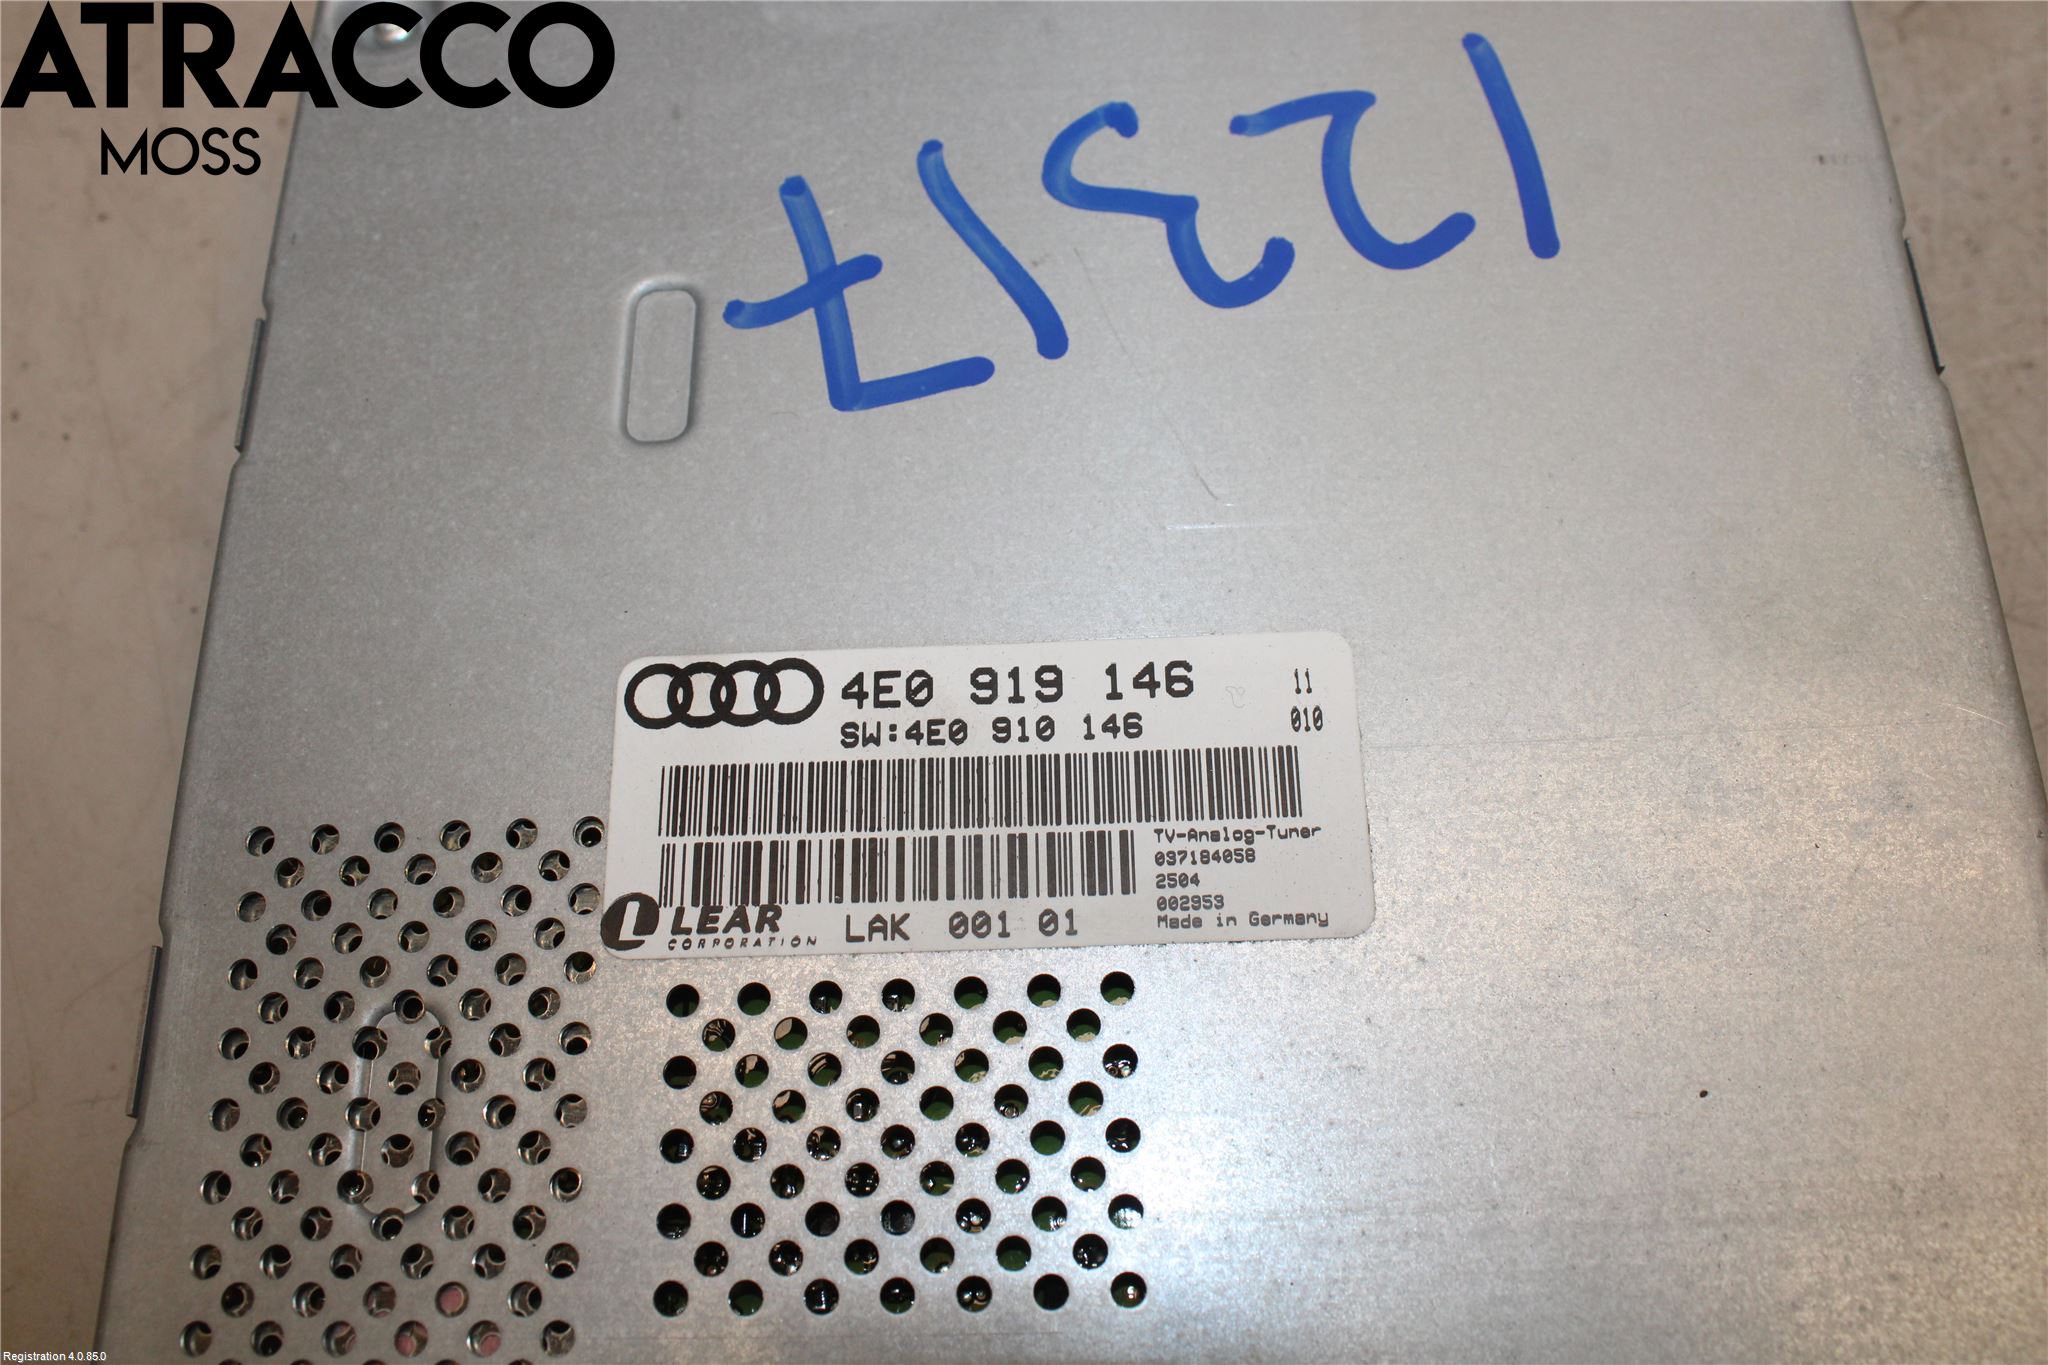 ATRACCO
MOSS
12317
4E0 919 146 11
SW:4E0 910 146 010
TV-Analog-Tuner
037184058
2504
002953
Made in Germany
LEAR
CORPORATION
LAK 001 01
Registration 4.0.85.0